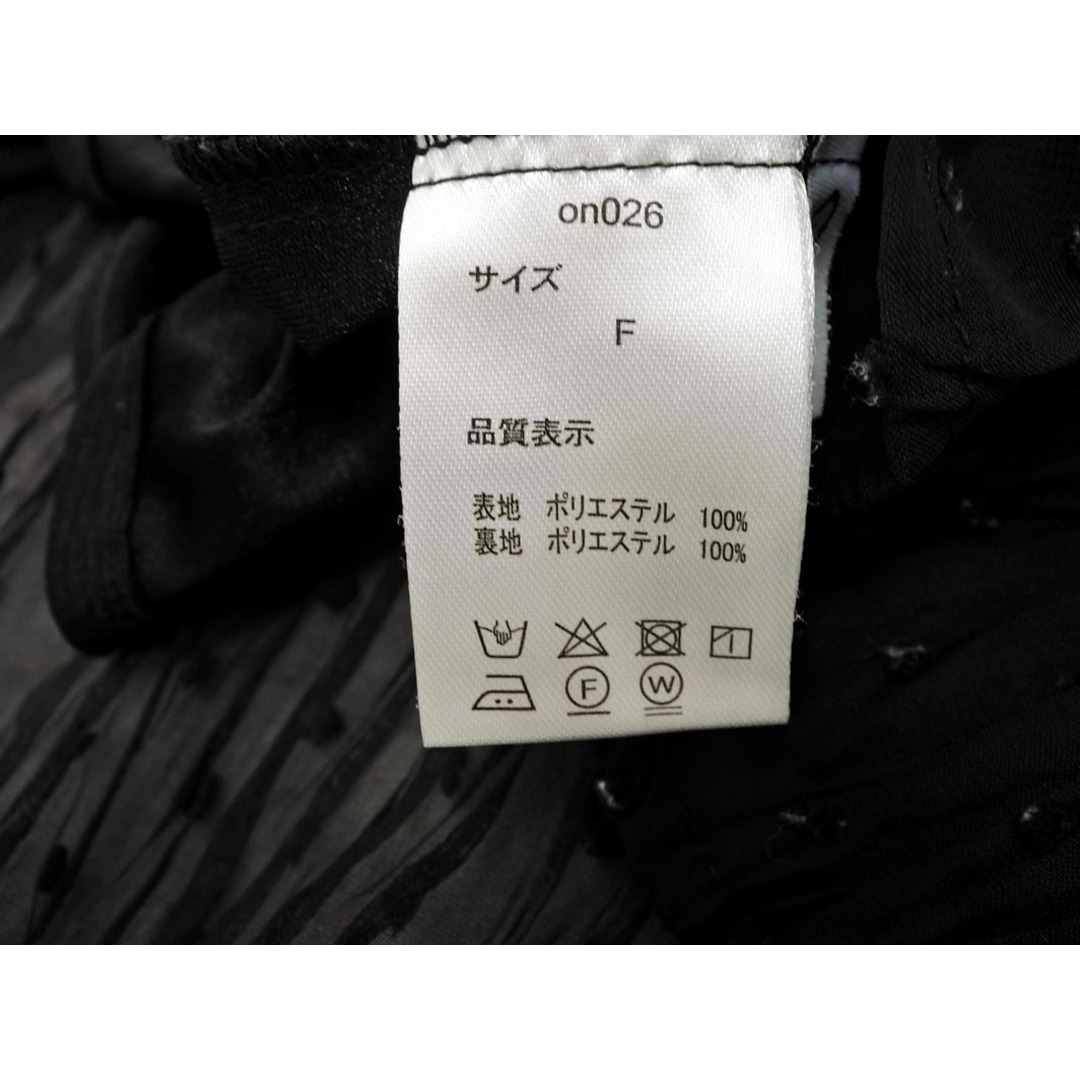 on026
サイズ
F
品質表示
表地 ポリエステル 100%
裏地 ポリエステル 100%
F W